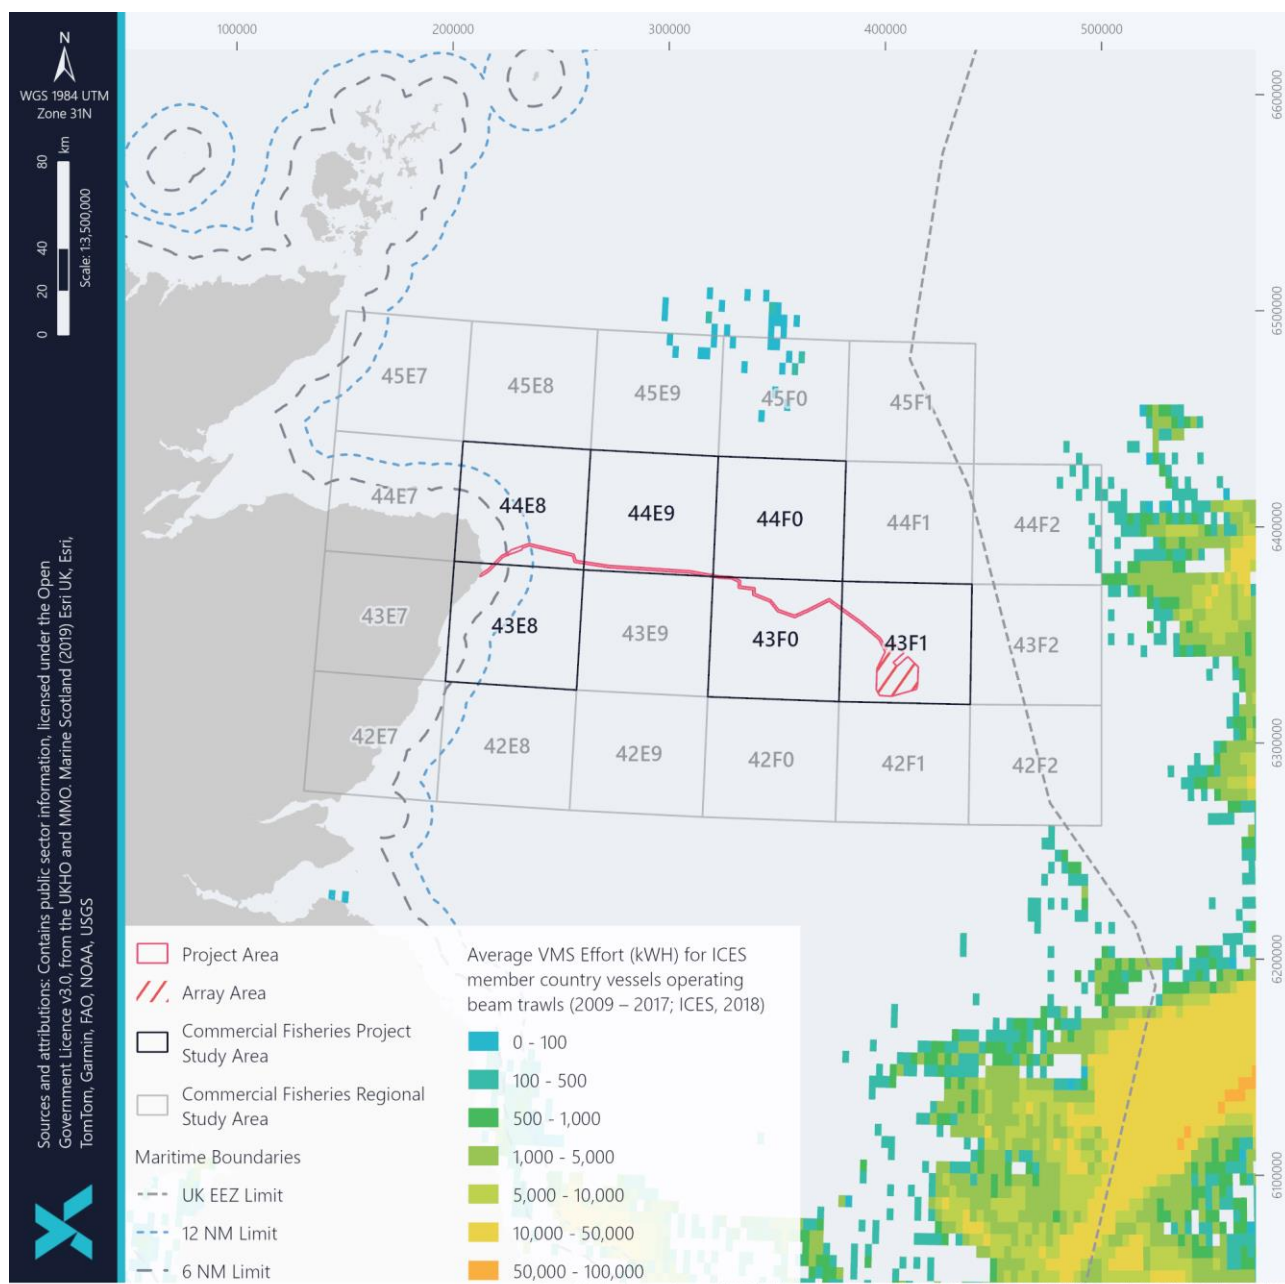 100000
200000
300000
400000
500000
N
WGS 1984 UTM
Zone 31N
80
km
40
20
0
Scale: 1:3,500,000
Sources and attributions: Contains public sector information, licensed under the Open
Government Licence v3.0, from the UKHO and MMO. Marine Scotland (2019) Esri UK, Esri,
TomTom, Garmin, FAO, NOAA, USGS
6600000
6500000
6400000
6300000
6200000
6100000
45E7
45E8
45E9
45F0
45F1
44E7
44E8
44E9
44F0
44F1
44F2
43E7
43E8
43E9
43F0
43F1
43F2
42E7
42E8
42E9
42F0
42F1
42F2
Project Area
Array Area
Commercial Fisheries Project
Study Area
Commercial Fisheries Regional
Study Area
Maritime Boundaries
UK EEZ Limit
12 NM Limit
6 NM Limit
Average VMS Effort (kWH) for ICES
member country vessels operating
beam trawls (2009 – 2017; ICES, 2018)
0 - 100
100 - 500
500 - 1,000
1,000 - 5,000
5,000 - 10,000
10,000 - 50,000
50,000 - 100,000